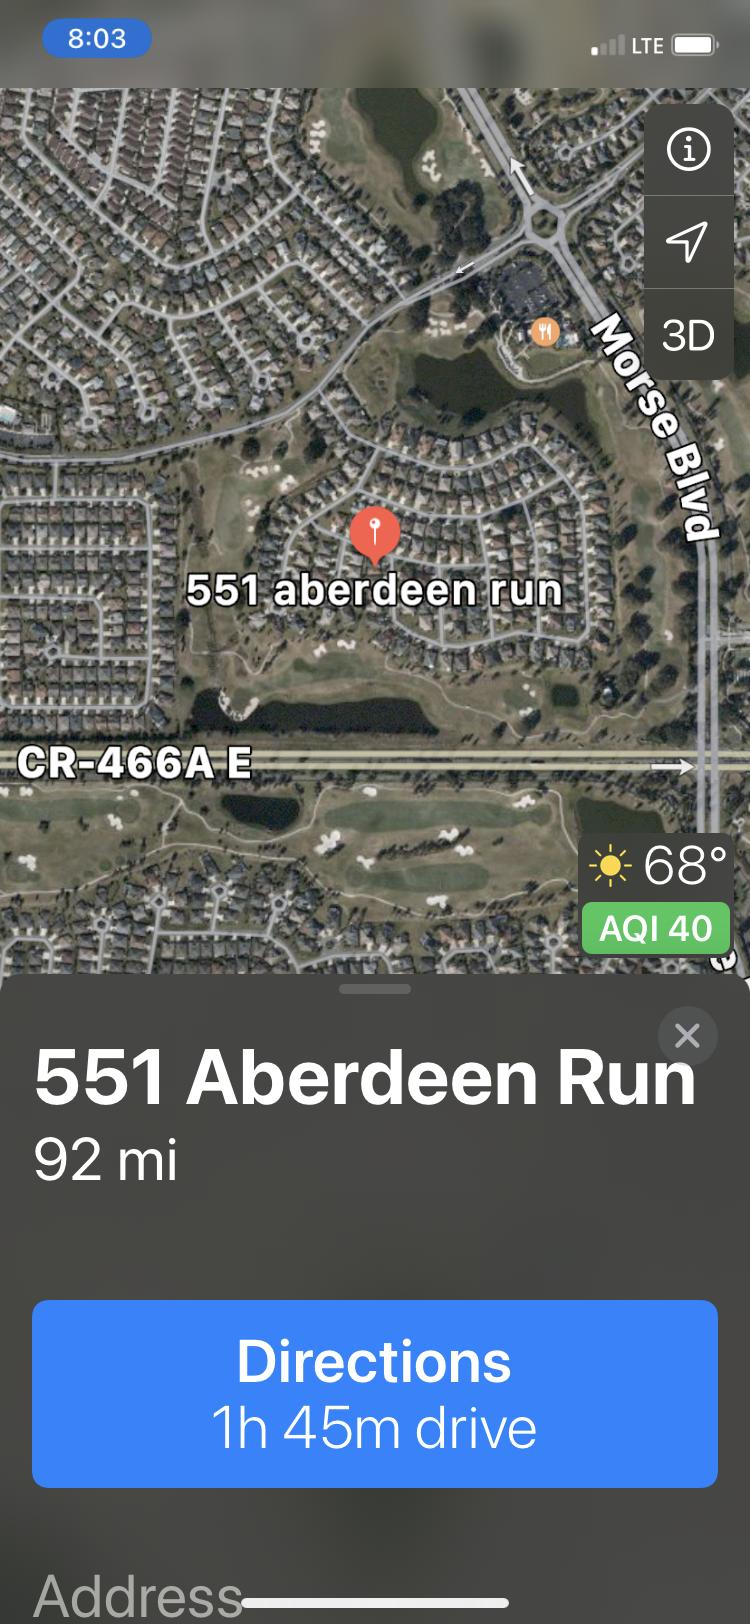 8:03
LTE
3D
Morse Blvd
551 aberdeen run
CR-466A E
68°
AQI 40
551 Aberdeen Run
92 mi
Directions
1h 45m drive
Address